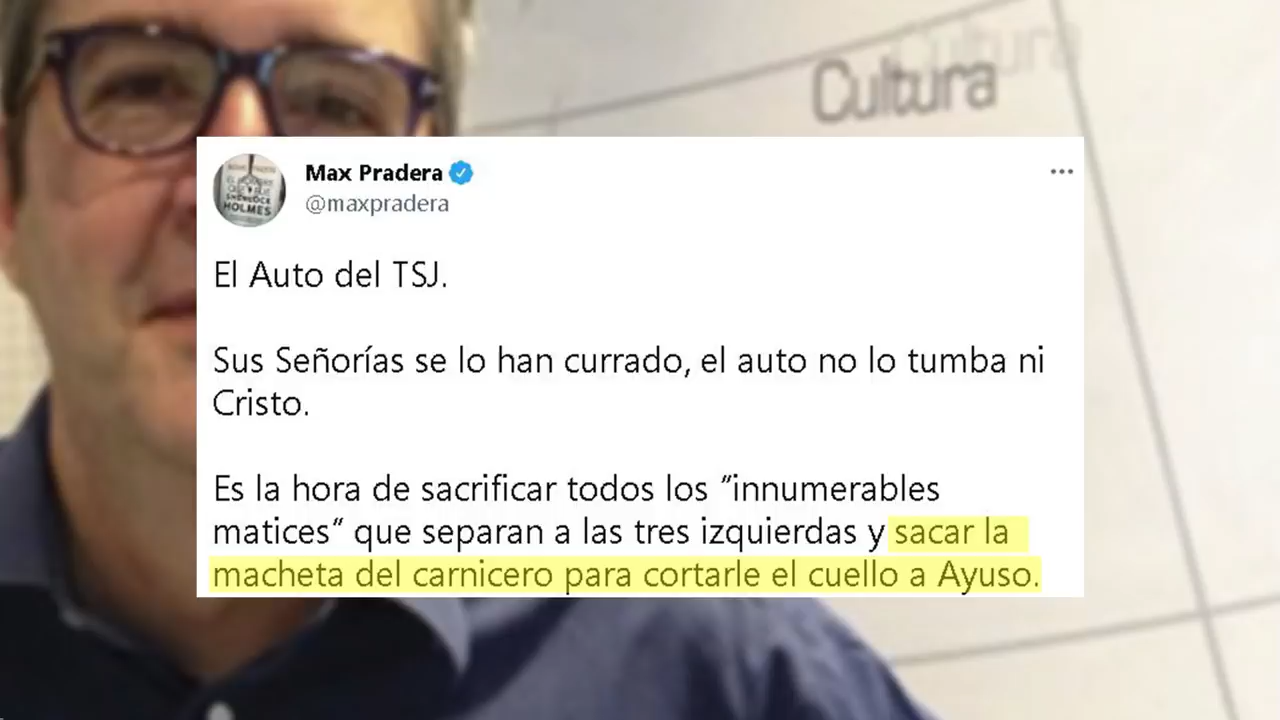 Cultura
Max Pradera
@maxpradera
El Auto del TSJ.
Sus Señorías se lo han currado, el auto no lo tumba ni
Cristo.
Es la hora de sacrificar todos los "innumerables
matices" que separan a las tres izquierdas y sacar la
macheta del carnicero para cortarle el cuello a Ayuso.